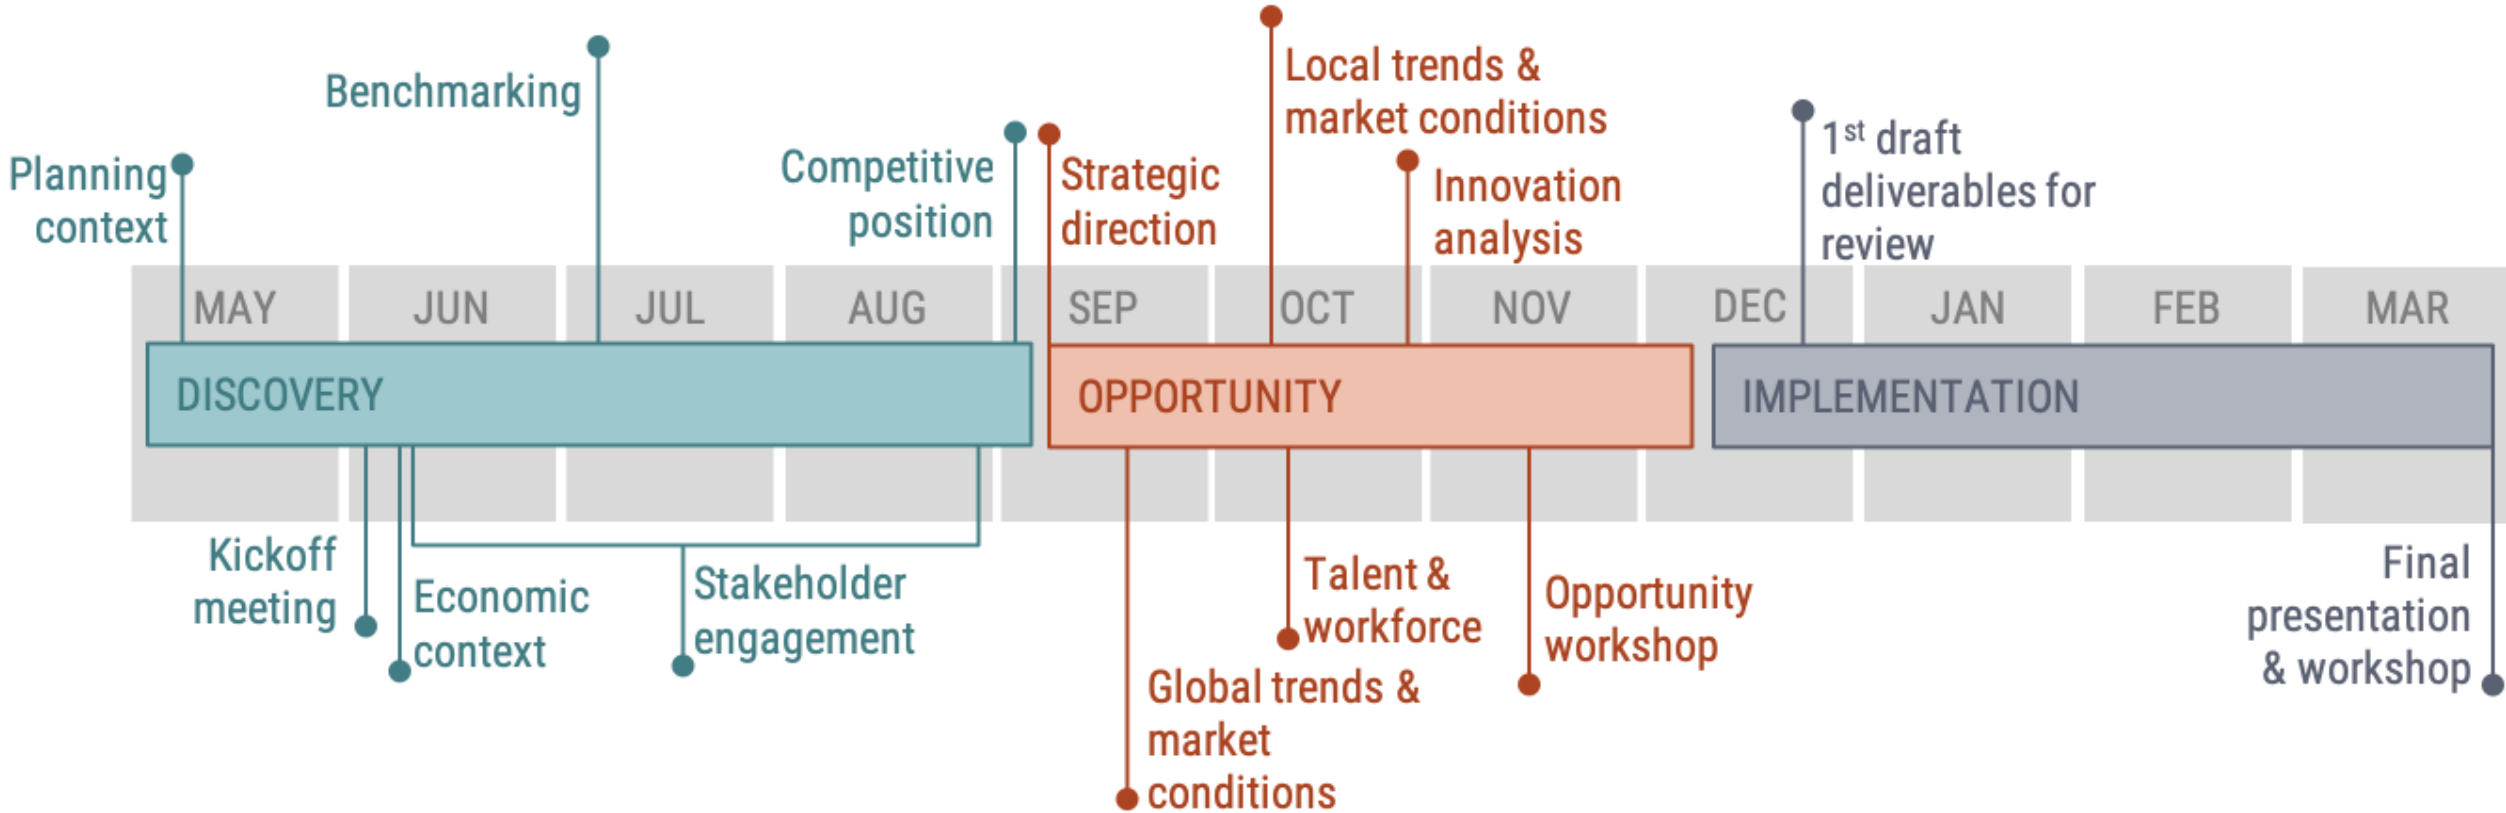 Planning
context
Benchmarking
Competitive
position
Strategic
direction
Local trends &
market conditions
Innovation
analysis
1st draft
deliverables for
review
MAY JUN JUL AUG SEP OCT NOV DEC JAN FEB MAR
DISCOVERY OPPORTUNITY IMPLEMENTATION
Kickoff
meeting
Economic
context
Stakeholder
engagement
Global trends &
market
conditions
Talent &
workforce
Opportunity
workshop
Final
presentation
& workshop